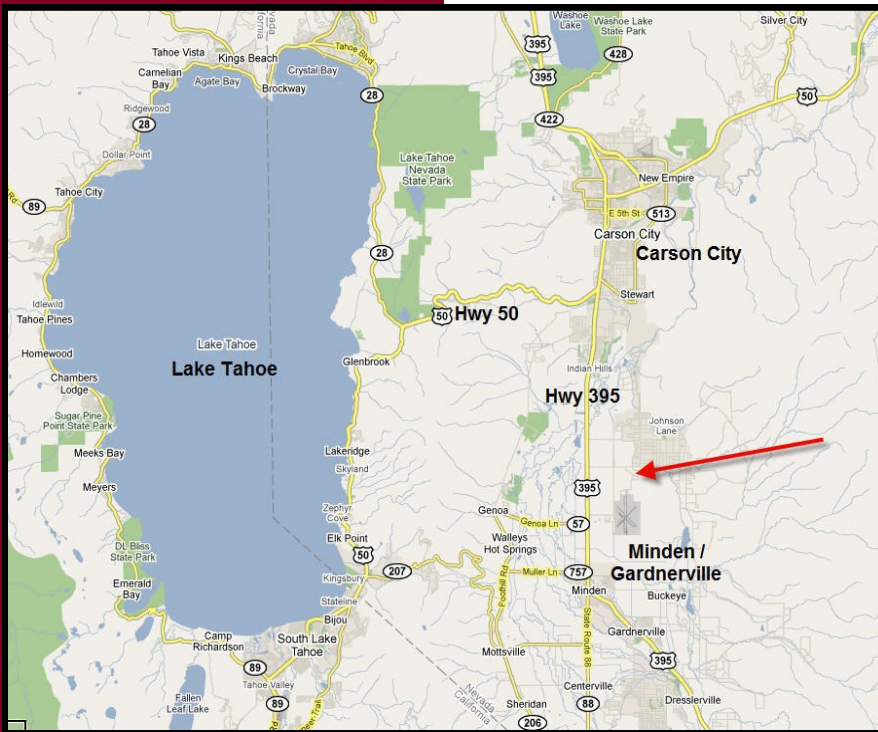 Washoe
Lake
Washoe Lake
State Park
Silver City
Nevada
California
Tahoe Vista
Kings Beach
Tahoe Blvd
395
428
Carnelian
Bay
Agate Bay
Crystal Bay
Brockway
395
50
28
422
Ridgewood
28
Dollar Point
Lake Tahoe
Nevada
State Park
New Empire
Tahoe City
89
Rd
E 5th St
513
Carson City
Carson City
28
Stewart
Idlewild
Tahoe Pines
50
Hwy 50
Homewood
Lake Tahoe
Lake Tahoe
Glenbrook
Indian Hills
Chambers
Lodge
Hwy 395
Sugar Pine
Point State Park
Johnson
Lane
Meeks Bay
Lakeridge
Skyland
Meyers
395
Zephyr
Cove
Genoa
Genoa Ln
57
Elk Point
Walleys
Hot Springs
DL Bliss
State Park
50
Minden /
Gardnerville
Emerald
Bay
Kingsbury
207
Foothill Rd
Muller Ln
757
Minden
Buckeye
Stateline
Bijou
Camp
Richardson
South Lake
Tahoe
State Route 88
Gardnerville
89
Mottsville
395
Tahoe Valley
Fallen
Leaf Lake
89
Nevada
California
Centerville
Sheridan
88
Dresslerville
206
Rd